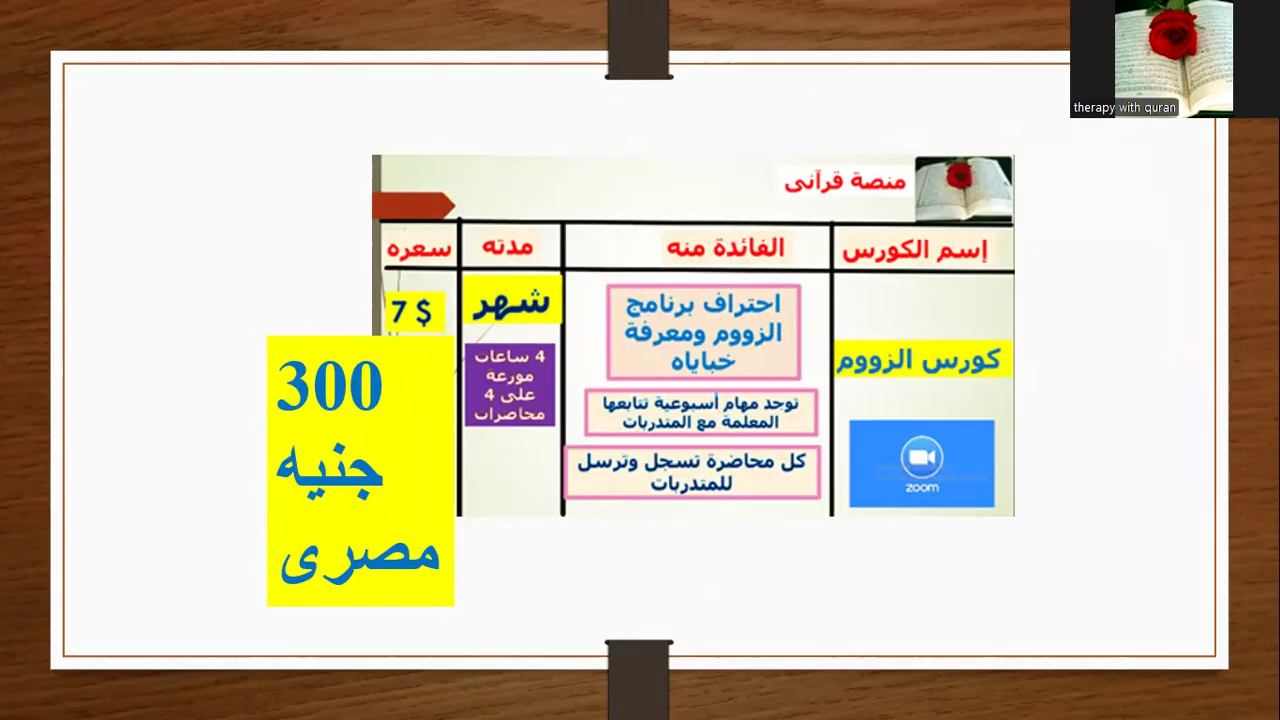 therapy with quran
منصة قرآنى
إسم الكورس
الفائدة منه
مدته
سعره
كورس الزووم
zoom
احتراف برنامج
الزووم ومعرفة
خباياه
توجد مهام أسبوعية تتابعها
المعلمة مع المتدربات
كل محاضرة تسجل وترسل
للمتدربات
شهر
4 ساعات
موزعة
على 4
محاضرات
7 $
300
جنيه
مصرى